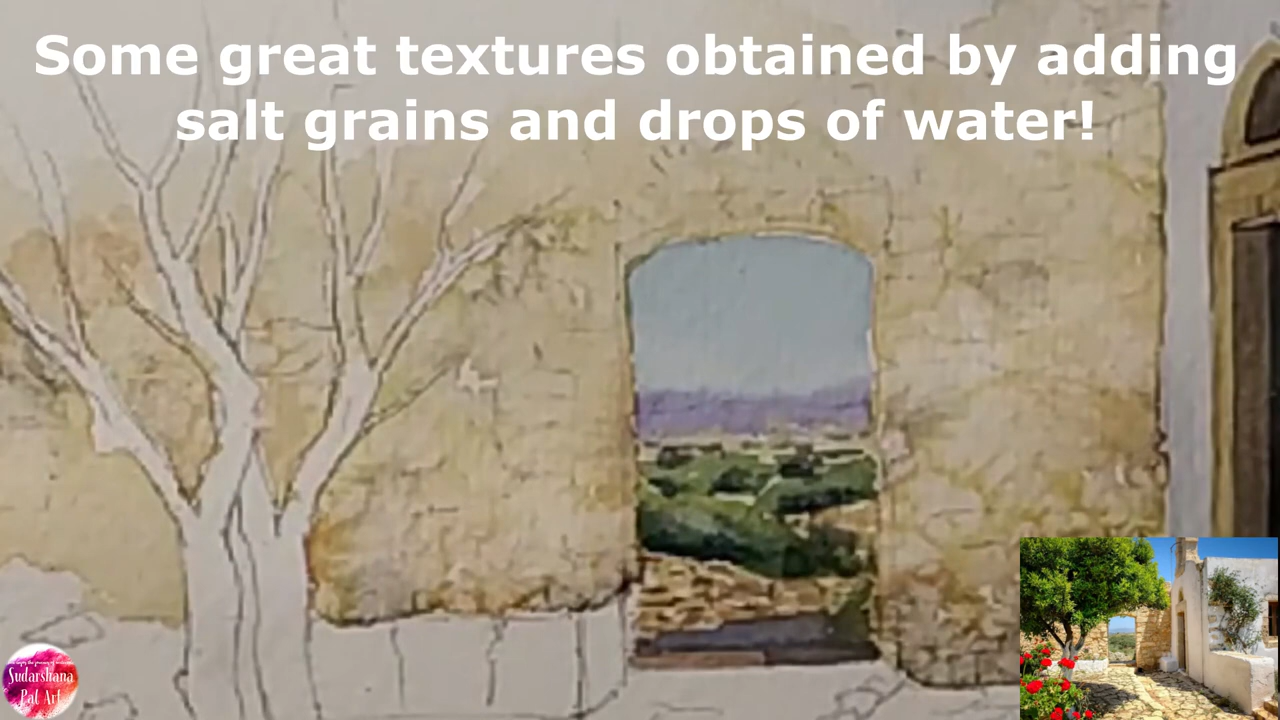 Some great textures obtained by adding
salt grains and drops of water!
Sudarshana
Pal Art